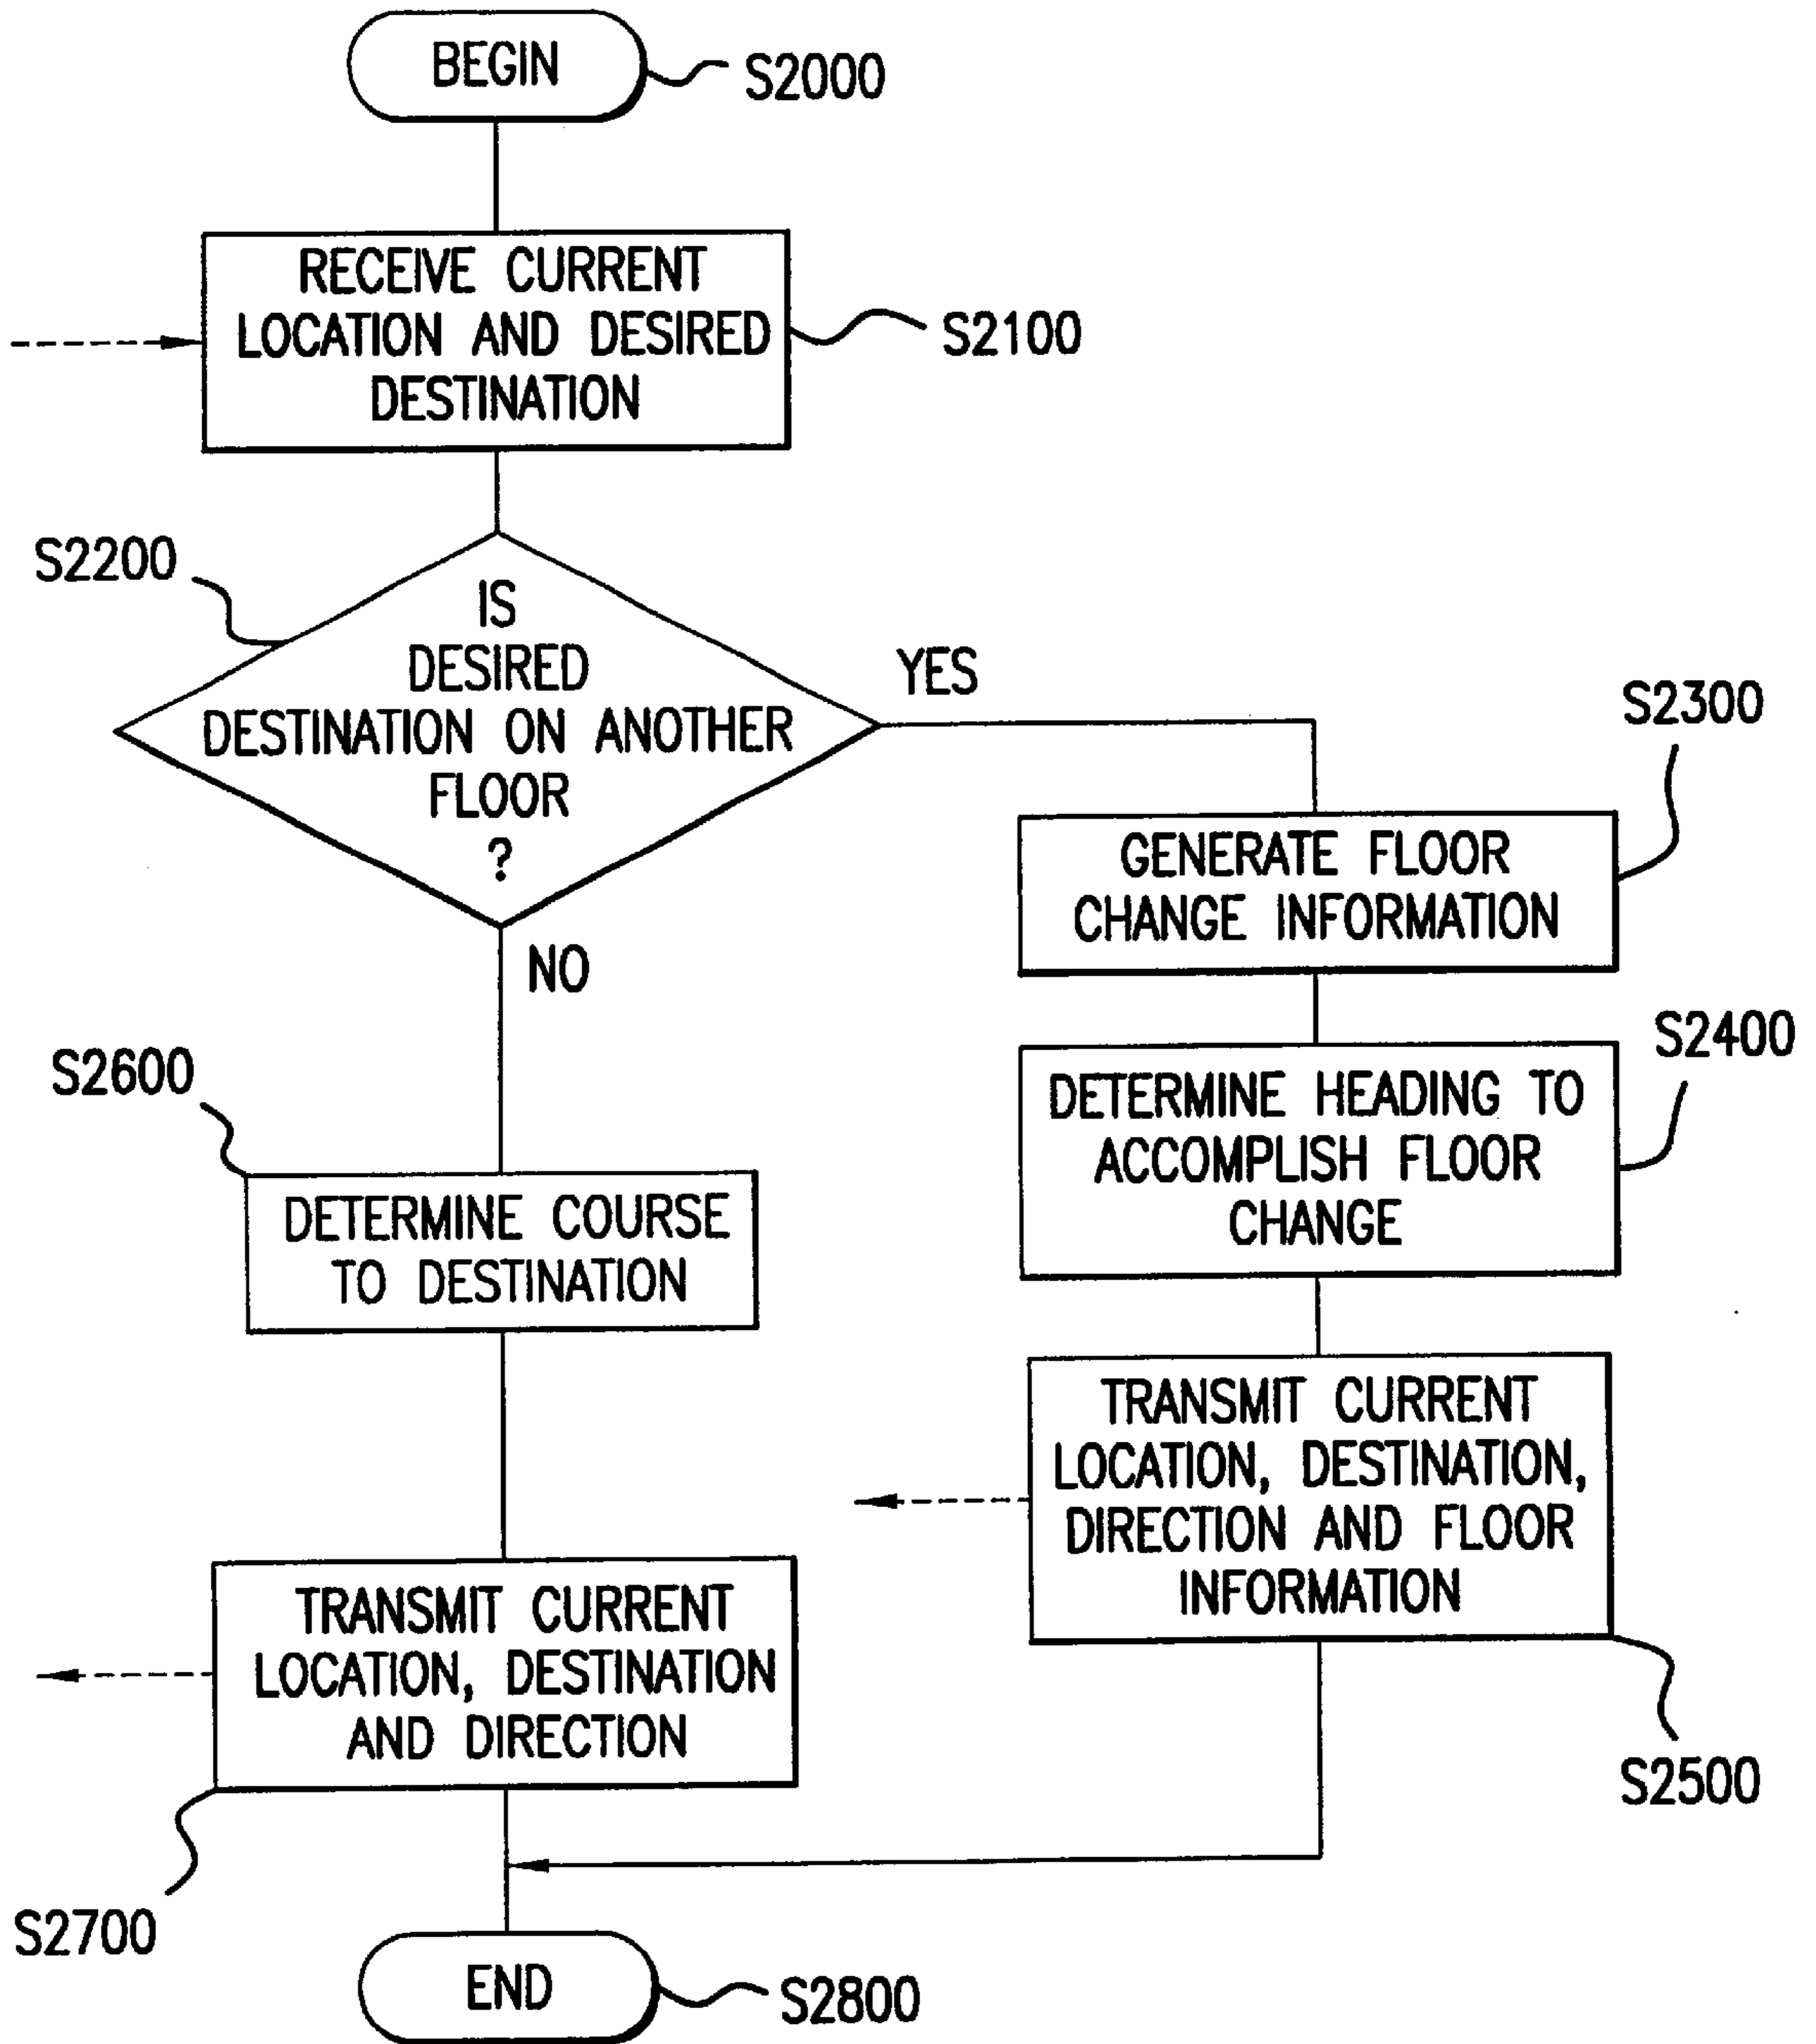 BEGIN
S2000
RECEIVE CURRENT
LOCATION AND DESIRED
DESTINATION
S2100
S2200
IS
DESIRED
DESTINATION ON ANOTHER
FLOOR
?
YES
NO
S2300
GENERATE FLOOR
CHANGE INFORMATION
S2400
DETERMINE HEADING TO
ACCOMPLISH FLOOR
CHANGE
S2600
DETERMINE COURSE
TO DESTINATION
TRANSMIT CURRENT
LOCATION, DESTINATION,
DIRECTION AND FLOOR
INFORMATION
S2500
TRANSMIT CURRENT
LOCATION, DESTINATION
AND DIRECTION
S2700
END
S2800